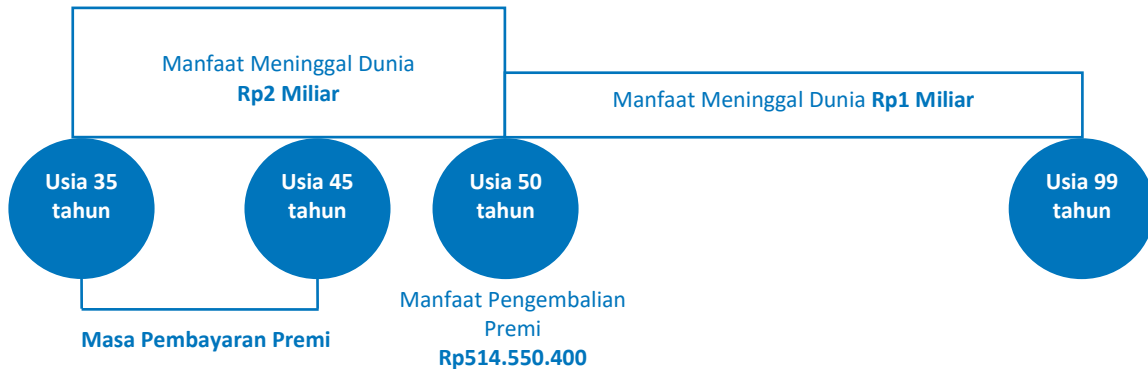 Manfaat Meninggal Dunia
Rp2 Miliar
Manfaat Meninggal Dunia Rp1 Miliar
Usia 35
tahun
Usia 45
tahun
Usia 50
tahun
Usia 99
tahun
Masa Pembayaran Premi
Manfaat Pengembalian
Premi
Rp514.550.400